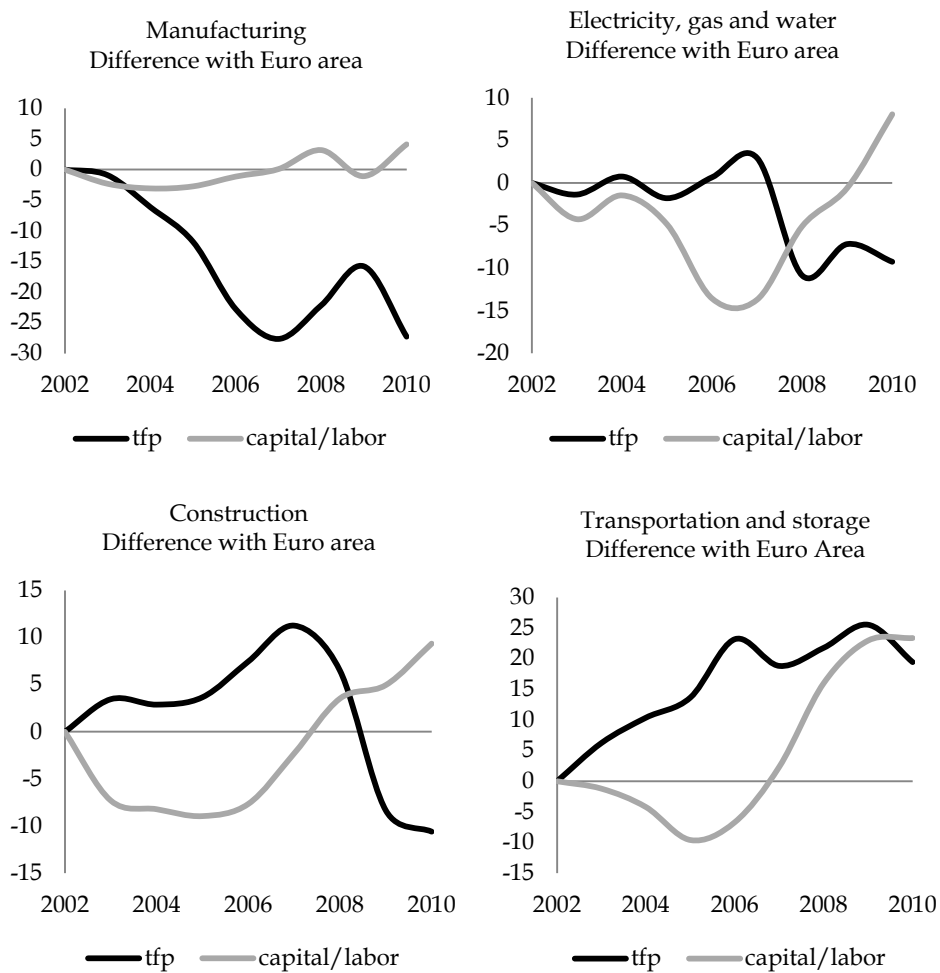 Manufacturing
Difference with Euro area
10
5
0
-5
-10
-15
-20
-25
-30
2002 2004 2006 2008 2010
tfp capital/labor
Electricity, gas and water
Difference with Euro area
10
5
0
-5
-10
-15
-20
2002 2004 2006 2008 2010
tfp capital/labor
Construction
Difference with Euro area
15
10
5
0
-5
-10
-15
2002 2004 2006 2008 2010
tfp capital/labor
Transportation and storage
Difference with Euro Area
30
25
20
15
10
5
0
-5
-10
-15
2002 2004 2006 2008 2010
tfp capital/labor